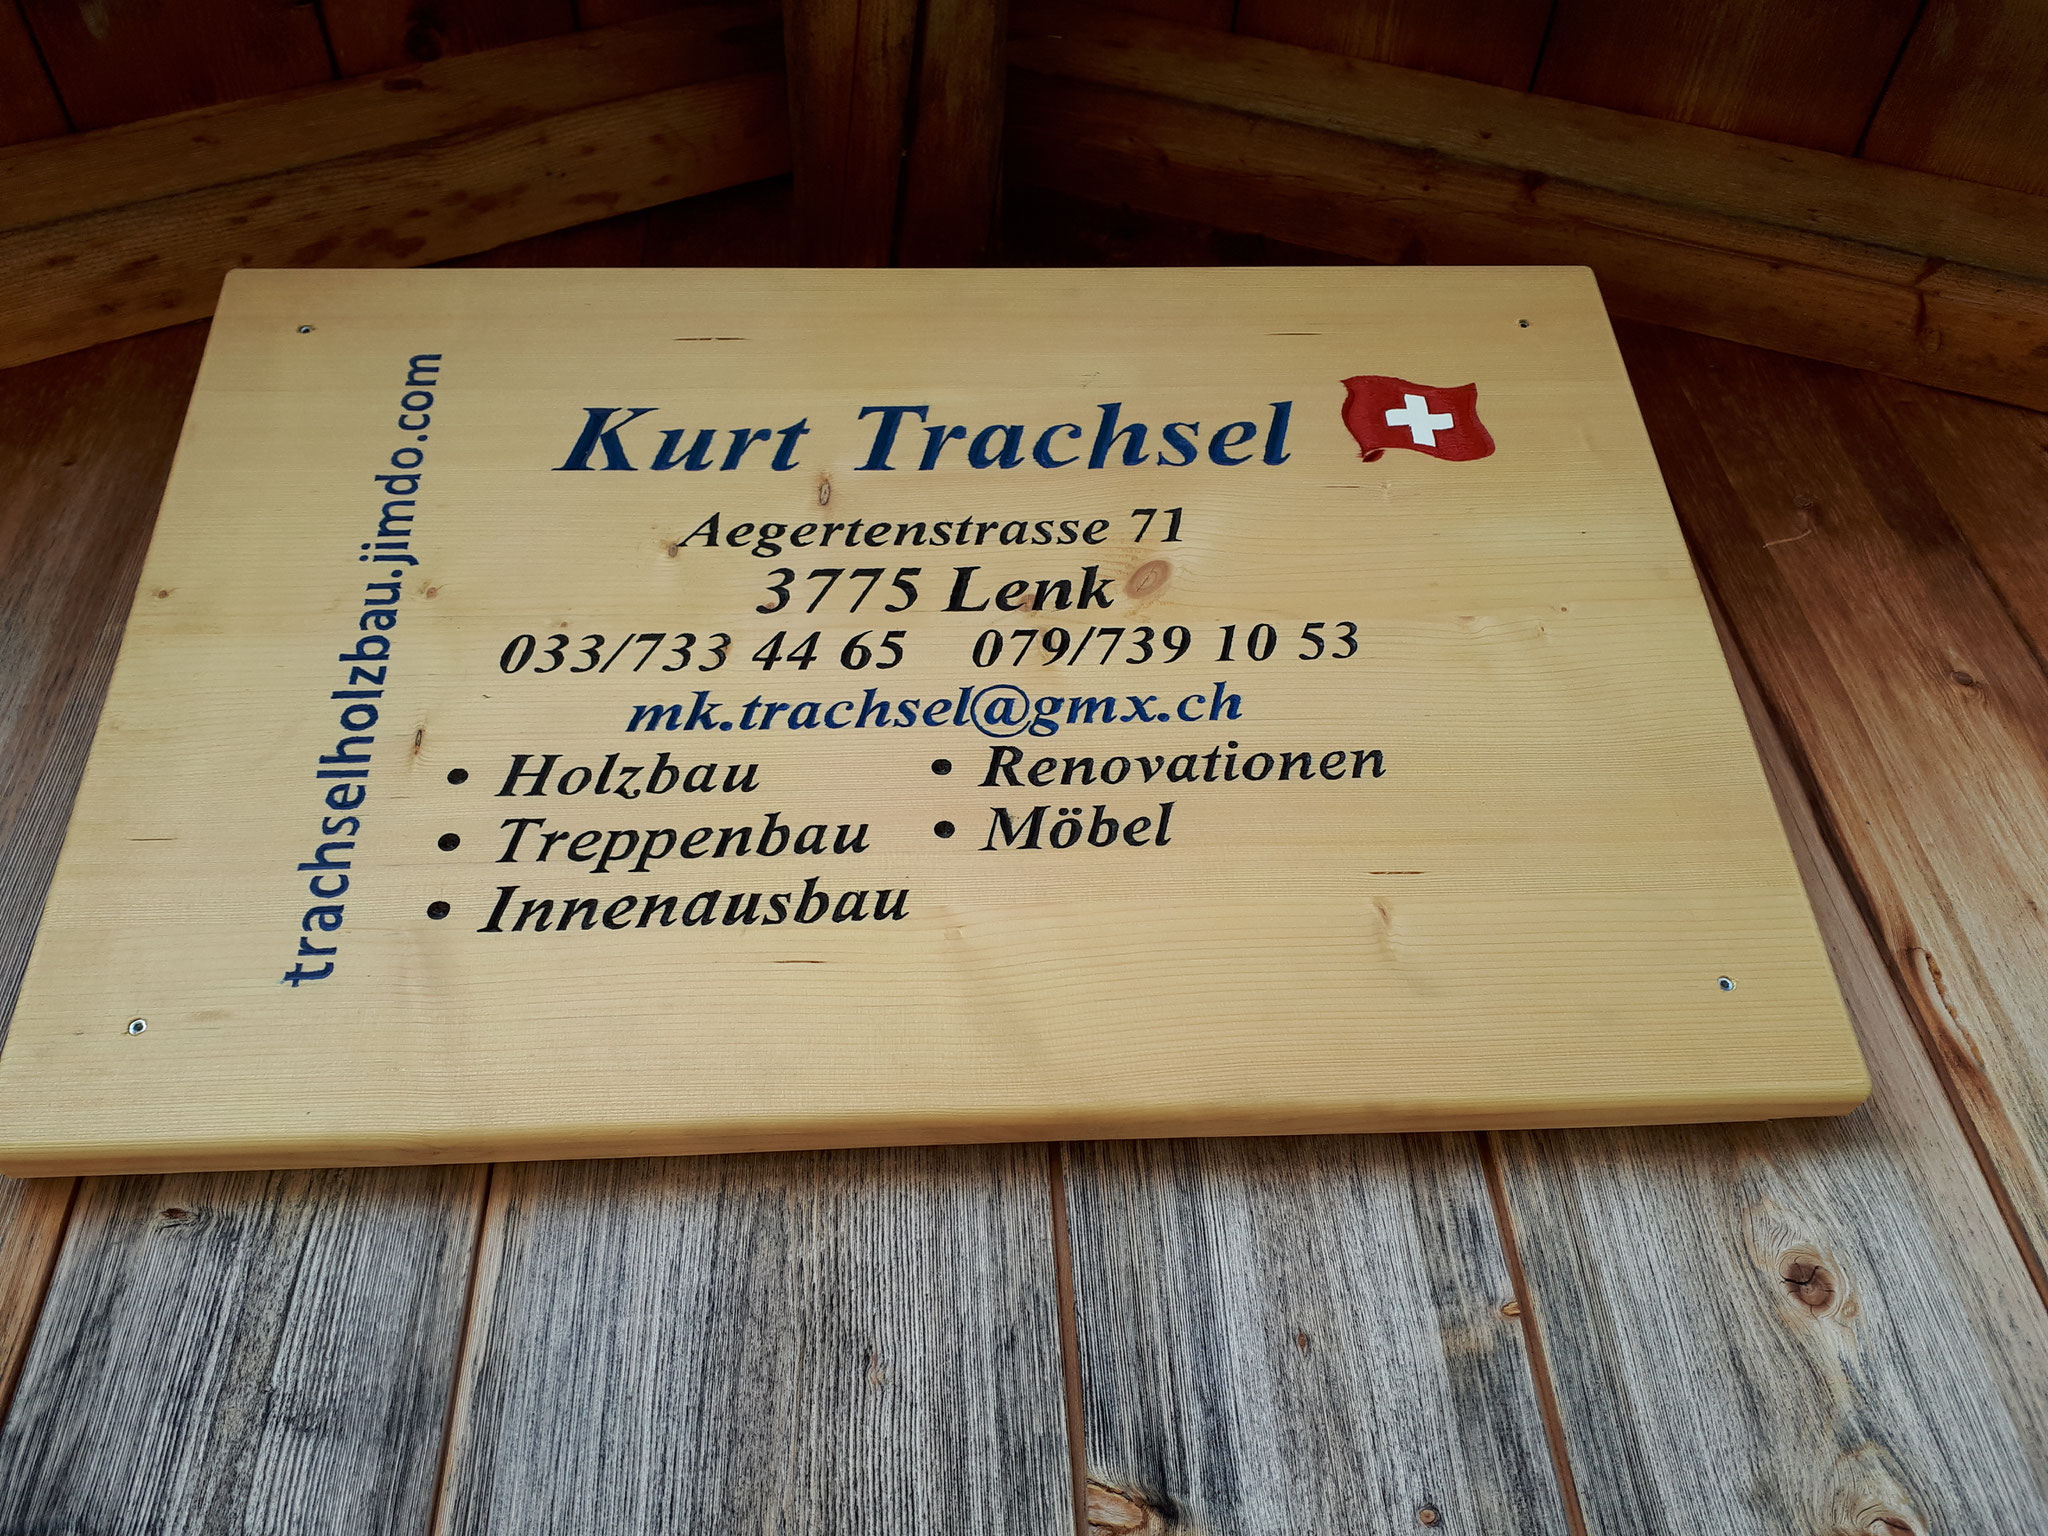 trachselholzbau.jimdo.com
Kurt Trachsel
Aegertenstrasse 71
3775 Lenk
033/733 44 65 079/739 10 53
mk.trachsel@gmx.ch
• Holzbau
• Treppenbau
• Innenausbau
• Renovationen
• Möbel